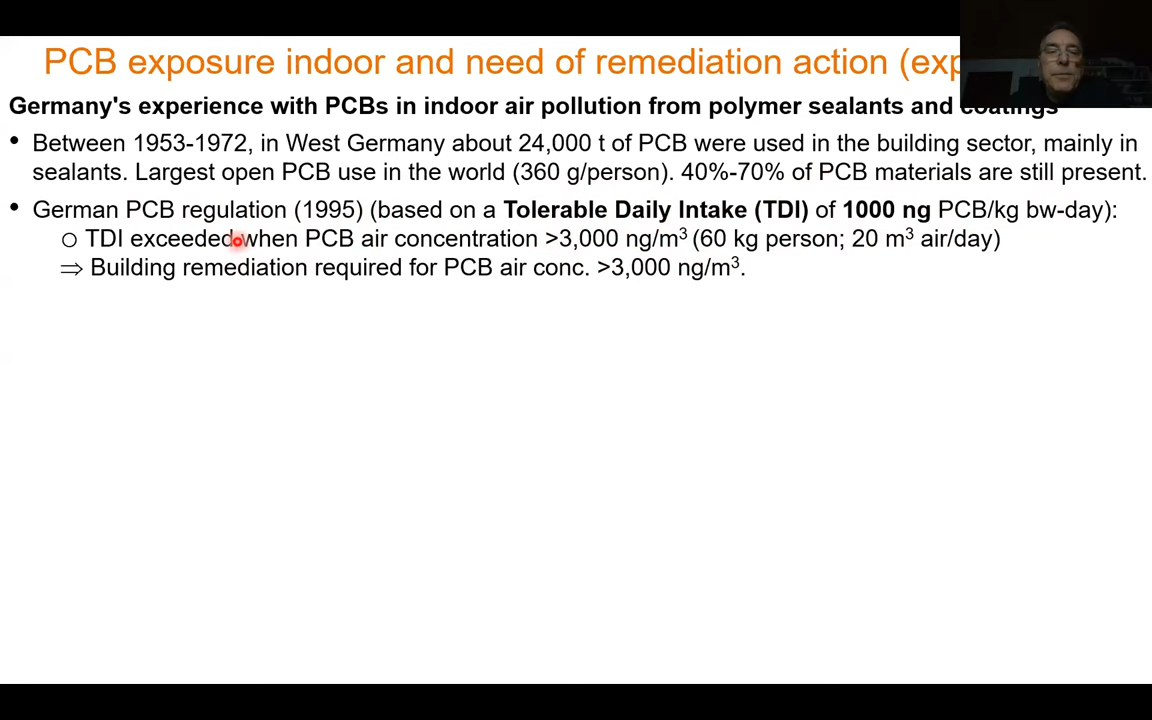 PCB exposure indoor and need of remediation action
Germany's experience with PCBs in indoor air pollution from polymer sealants and coatings
• Between 1953-1972, in West Germany about 24,000 t of PCB were used in the building sector, mainly in
sealants. Largest open PCB use in the world (360 g/person). 40%-70% of PCB materials are still present.
• German PCB regulation (1995) (based on a Tolerable Daily Intake (TDI) of 1000 ng PCB/kg bw-day):
○ TDI exceeded when PCB air concentration >3,000 ng/m³ (60 kg person; 20 m³ air/day)
⇒ Building remediation required for PCB air conc. >3,000 ng/m³.